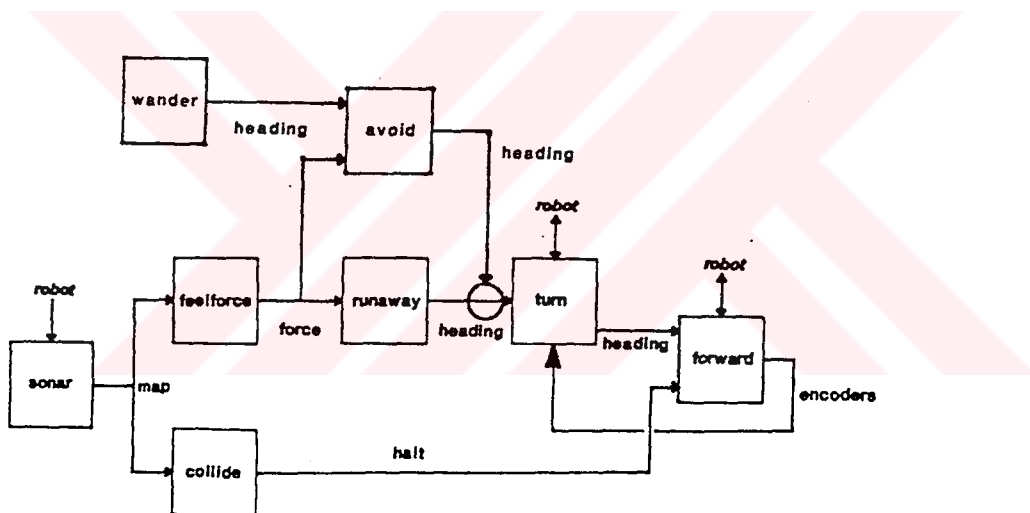 wander
avoid
heading
heading
robot
robot
robot
feelforce
runaway
turn
force
heading
heading
forward
sonar
map
encoders
collide
halt